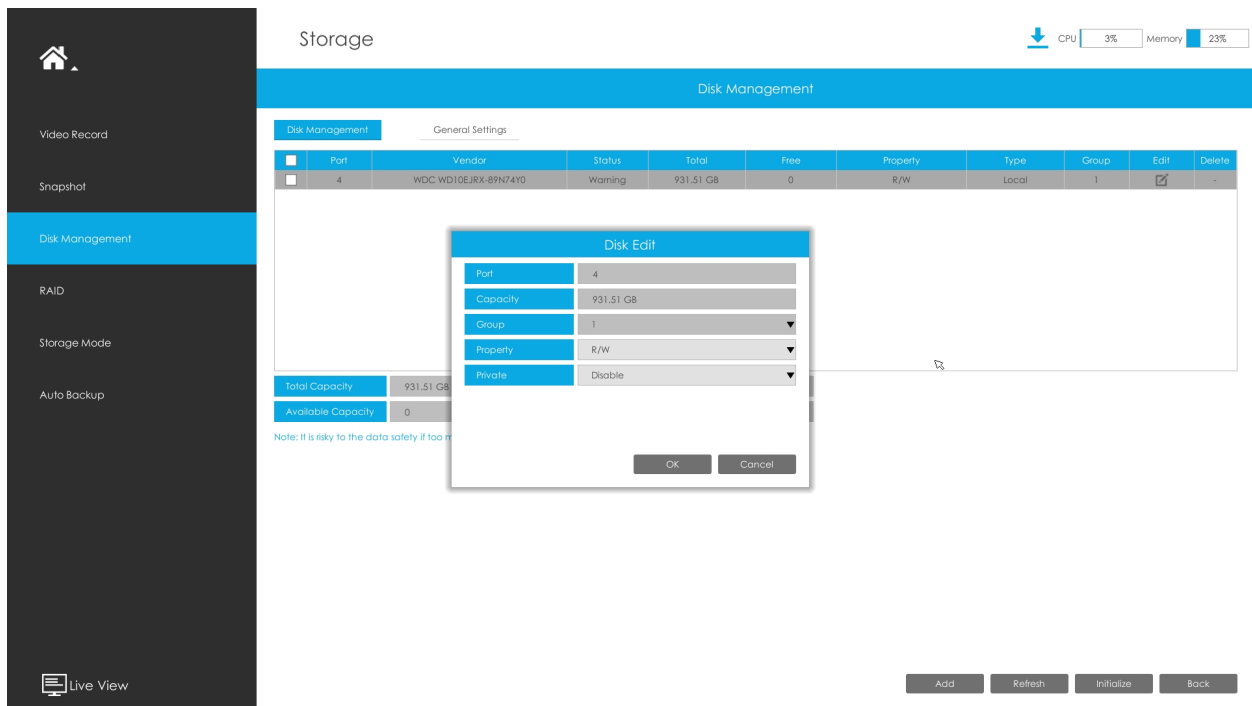 Storage
CPU 3% Memory 23%
Disk Management
Video Record
Snapshot
Disk Management
RAID
Storage Mode
Auto Backup
Live View
Disk Management General Settings
Port Vendor Status Total Free Property Type Group Edit Delete
4 WDC WD10EJRX-89N74Y0 Warning 931.51 GB 0 R/W Local 1 -
Disk Edit
Port 4
Capacity 931.51 GB
Group 1
Property R/W
Private Disable
OK Cancel
Total Capacity 931.51 GB
Available Capacity 0
Note: It is risky to the data safety if too
Add Refresh Initialize Back